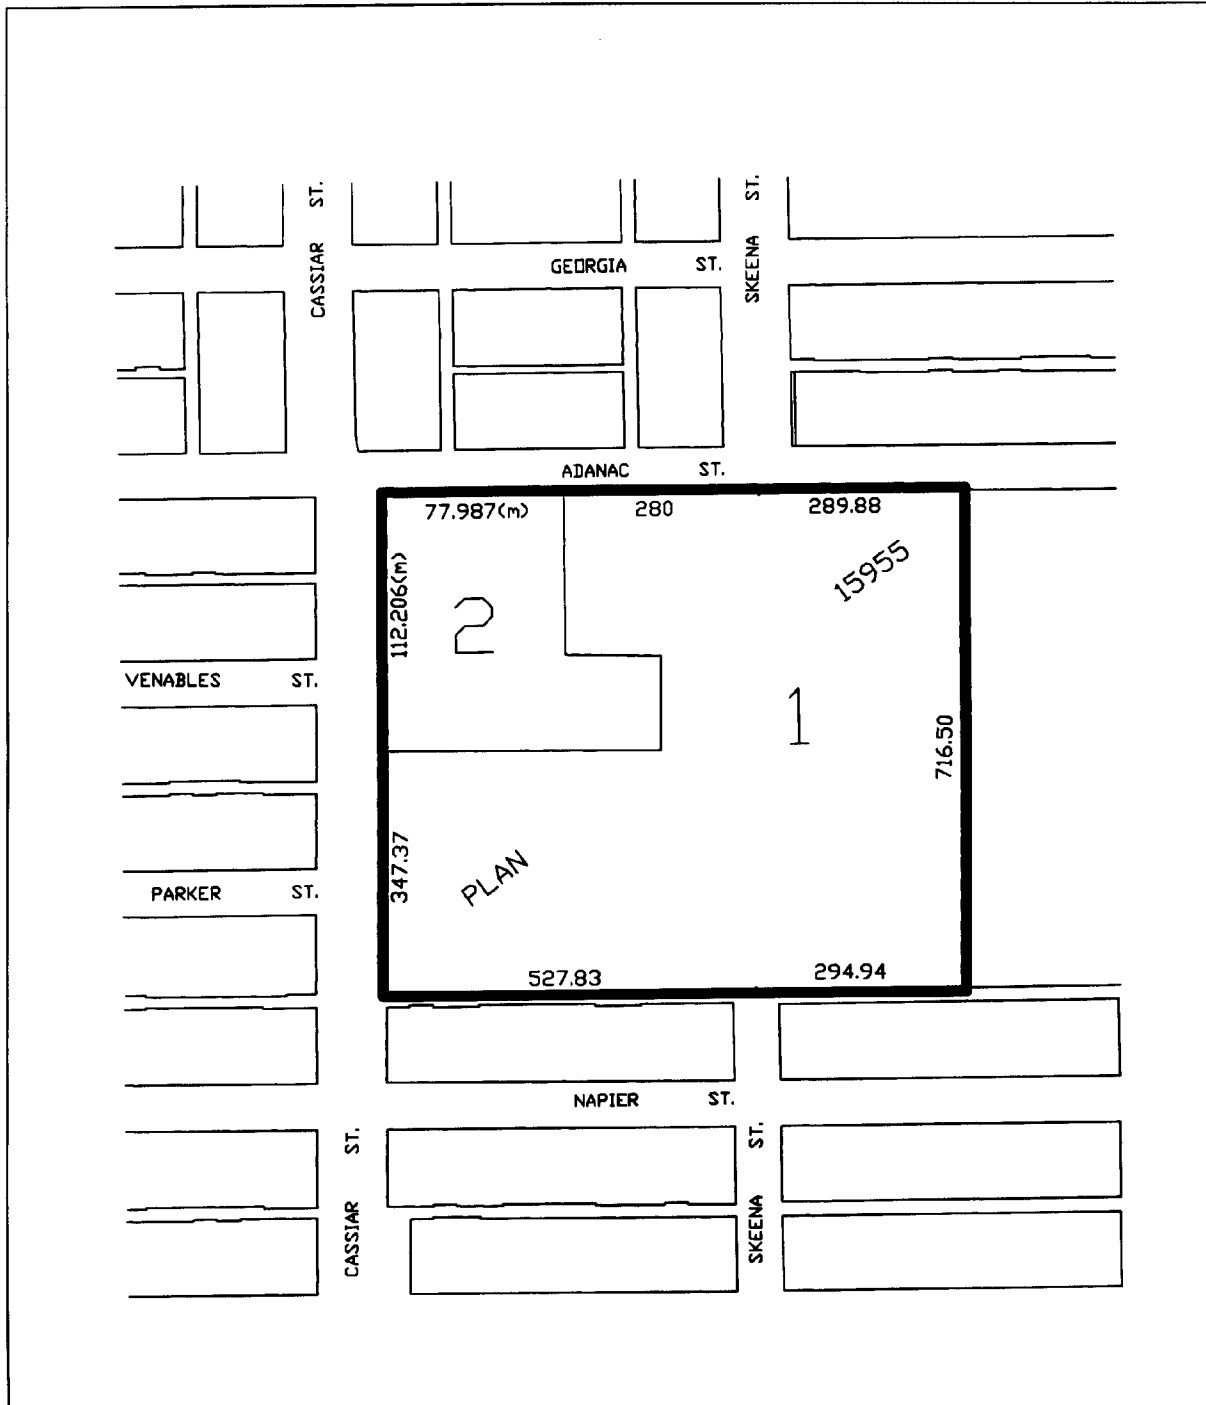 CASSIAR ST.
SKEENA ST.
GEORGIA ST.
ADANAC ST.
77.987(m)
280
289.88
15955
112.206(m)
2
VENABLES ST.
1
716.50
347.37
PLAN
PARKER ST.
527.83
294.94
NAPIER ST.
CASSIAR ST.
SKEENA ST.